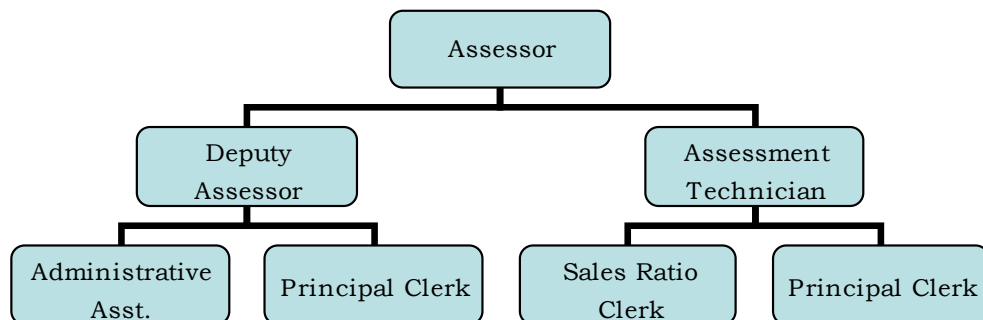 Assessor
Deputy
Assessor
Assessment
Technician
Administrative
Asst.
Principal Clerk
Sales Ratio
Clerk
Principal Clerk